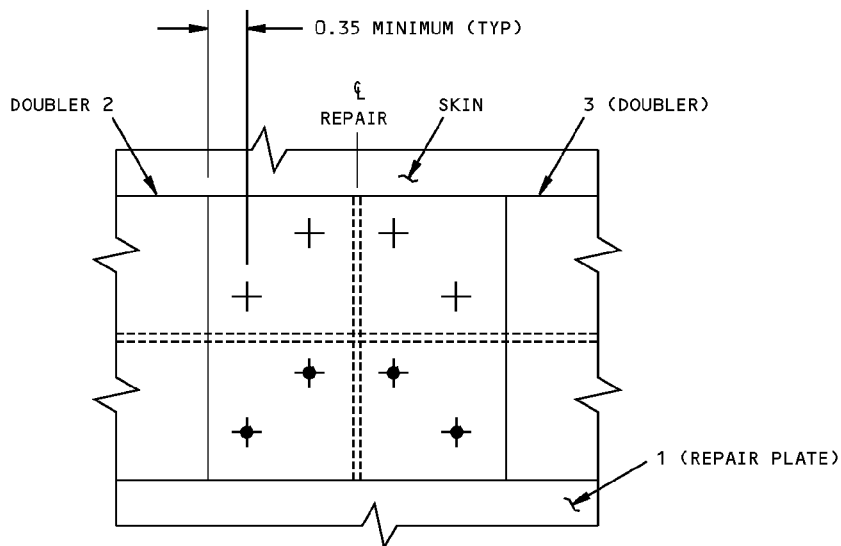 0.35 MINIMUM (TYP)
DOUBLER 2
℄
REPAIR
SKIN
3 (DOUBLER)
1 (REPAIR PLATE)